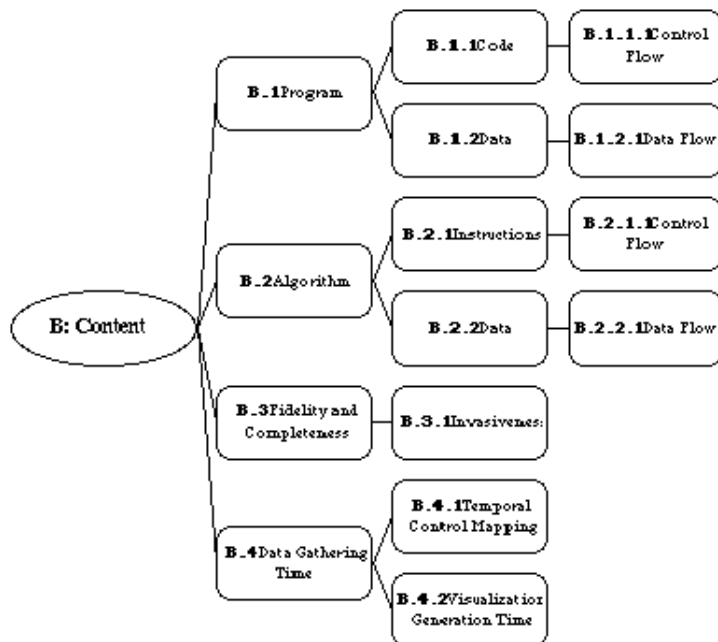 B.1.1Code
B.1.1.1Control
Flow
B.1Program
B.1.2Data
B.1.2.1Data Flow
B.2.1Instructions
B.2.1.1Control
Flow
B.2Algorithm
B.2.2Data
B.2.2.1Data Flow
B: Content
B.3Fidelity and
Completeness
B.3.1Invasiveness
B.4.1Temporal
Control Mapping
B.4Data Gathering
Time
B.4.2Visualization
Generation Time